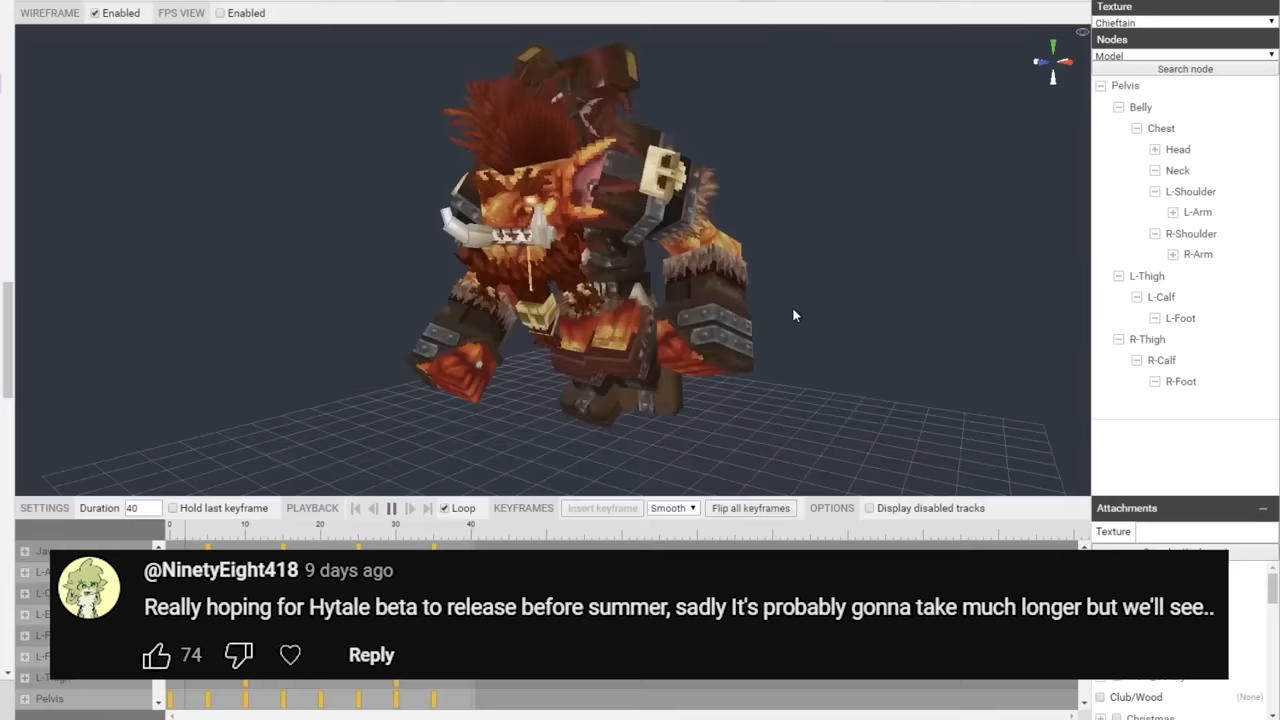 WIREFRAME Enabled FPS VIEW Enabled
Texture
Chieftain
Nodes
Model
Search node
Pelvis
Belly
Chest
Head
Neck
L-Shoulder
L-Arm
R-Shoulder
R-Arm
L-Thigh
L-Calf
L-Foot
R-Thigh
R-Calf
R-Foot
SETTINGS Duration 40 Hold last keyframe PLAYBACK Loop KEYFRAMES Insert keyframe Smooth Flip all keyframes OPTIONS Display disabled tracks
0 10 20 30 40
Attachments
Texture
@NinetyEight418 9 days ago
Really hoping for Hytale beta to release before summer, sadly It's probably gonna take much longer but we'll see..
74 Reply
Pelvis
Club/Wood (None)
Christmas